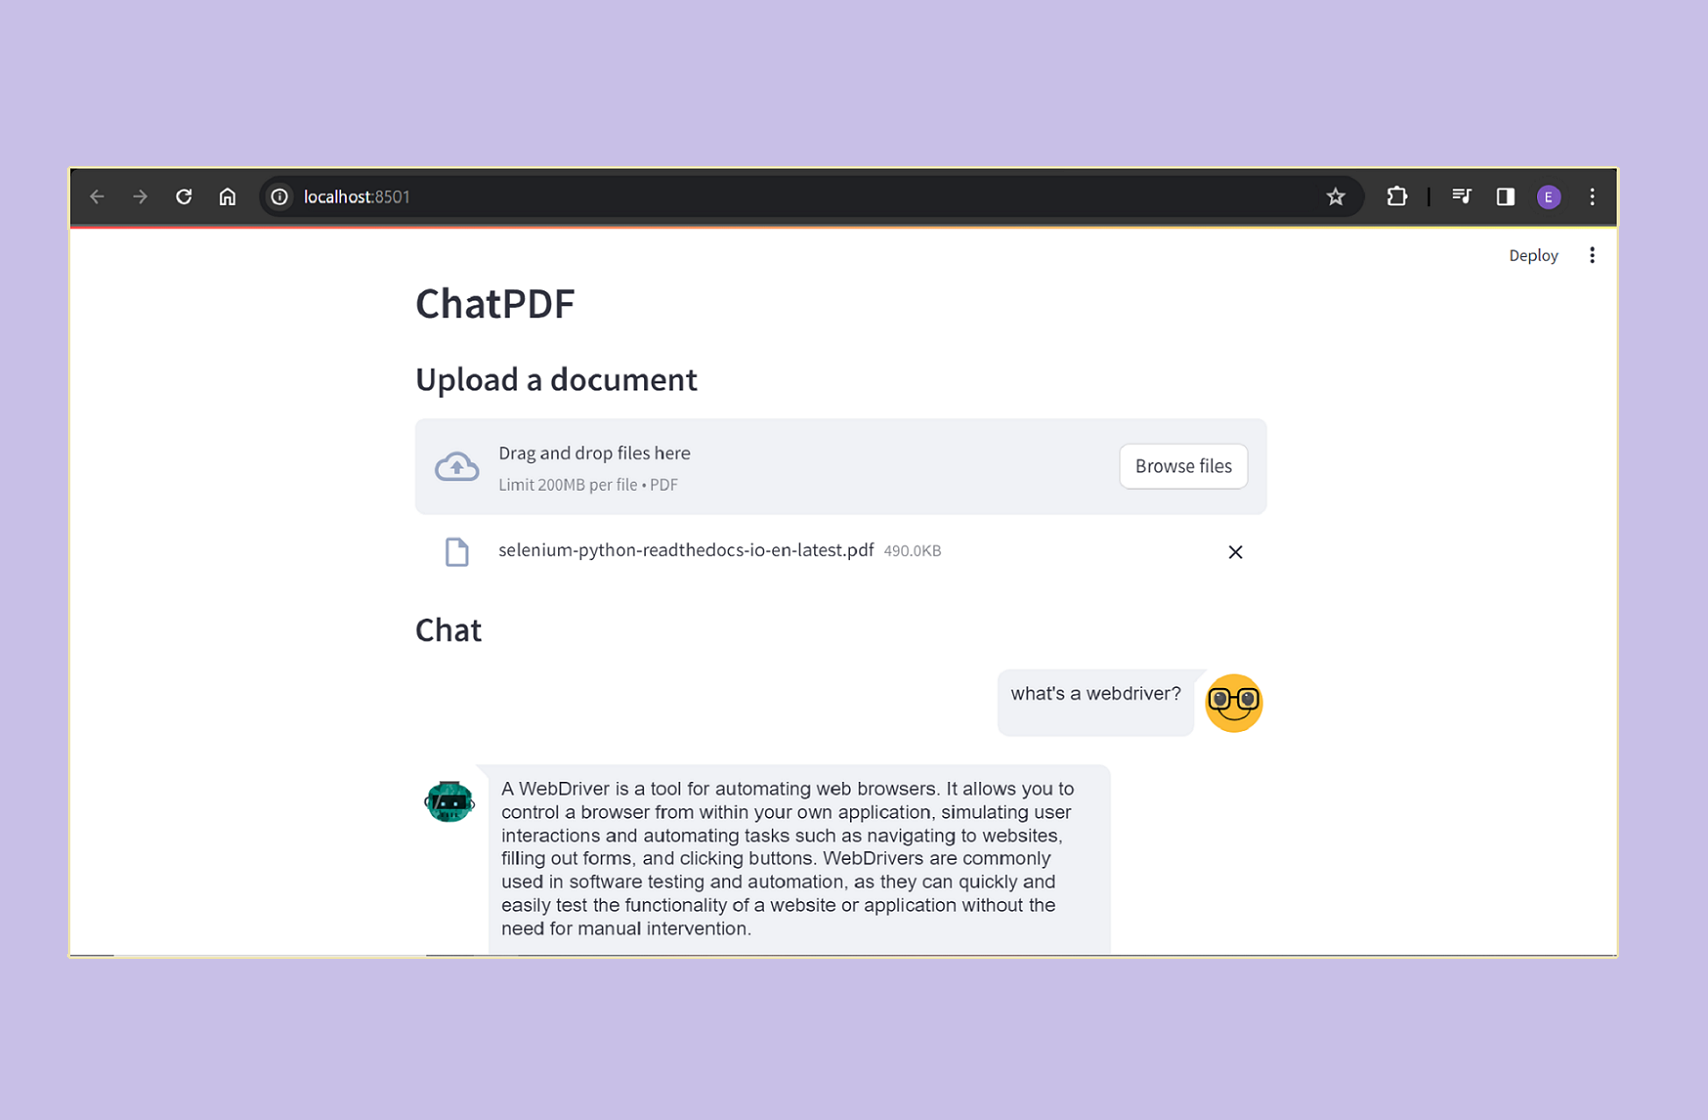 localhost:8501
E
Deploy
ChatPDF
Upload a document
Drag and drop files here
Limit 200MB per file • PDF
Browse files
selenium-python-readthedocs-io-en-latest.pdf 490.0KB
Chat
what's a webdriver?
A WebDriver is a tool for automating web browsers. It allows you to
control a browser from within your own application, simulating user
interactions and automating tasks such as navigating to websites,
filling out forms, and clicking buttons. WebDrivers are commonly
used in software testing and automation, as they can quickly and
easily test the functionality of a website or application without the
need for manual intervention.